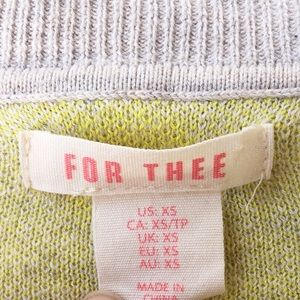 FOR THEE
US: XS
CA: XS/TP
UK: XS
EU: XS
AU: XS
MADE IN
CHINA